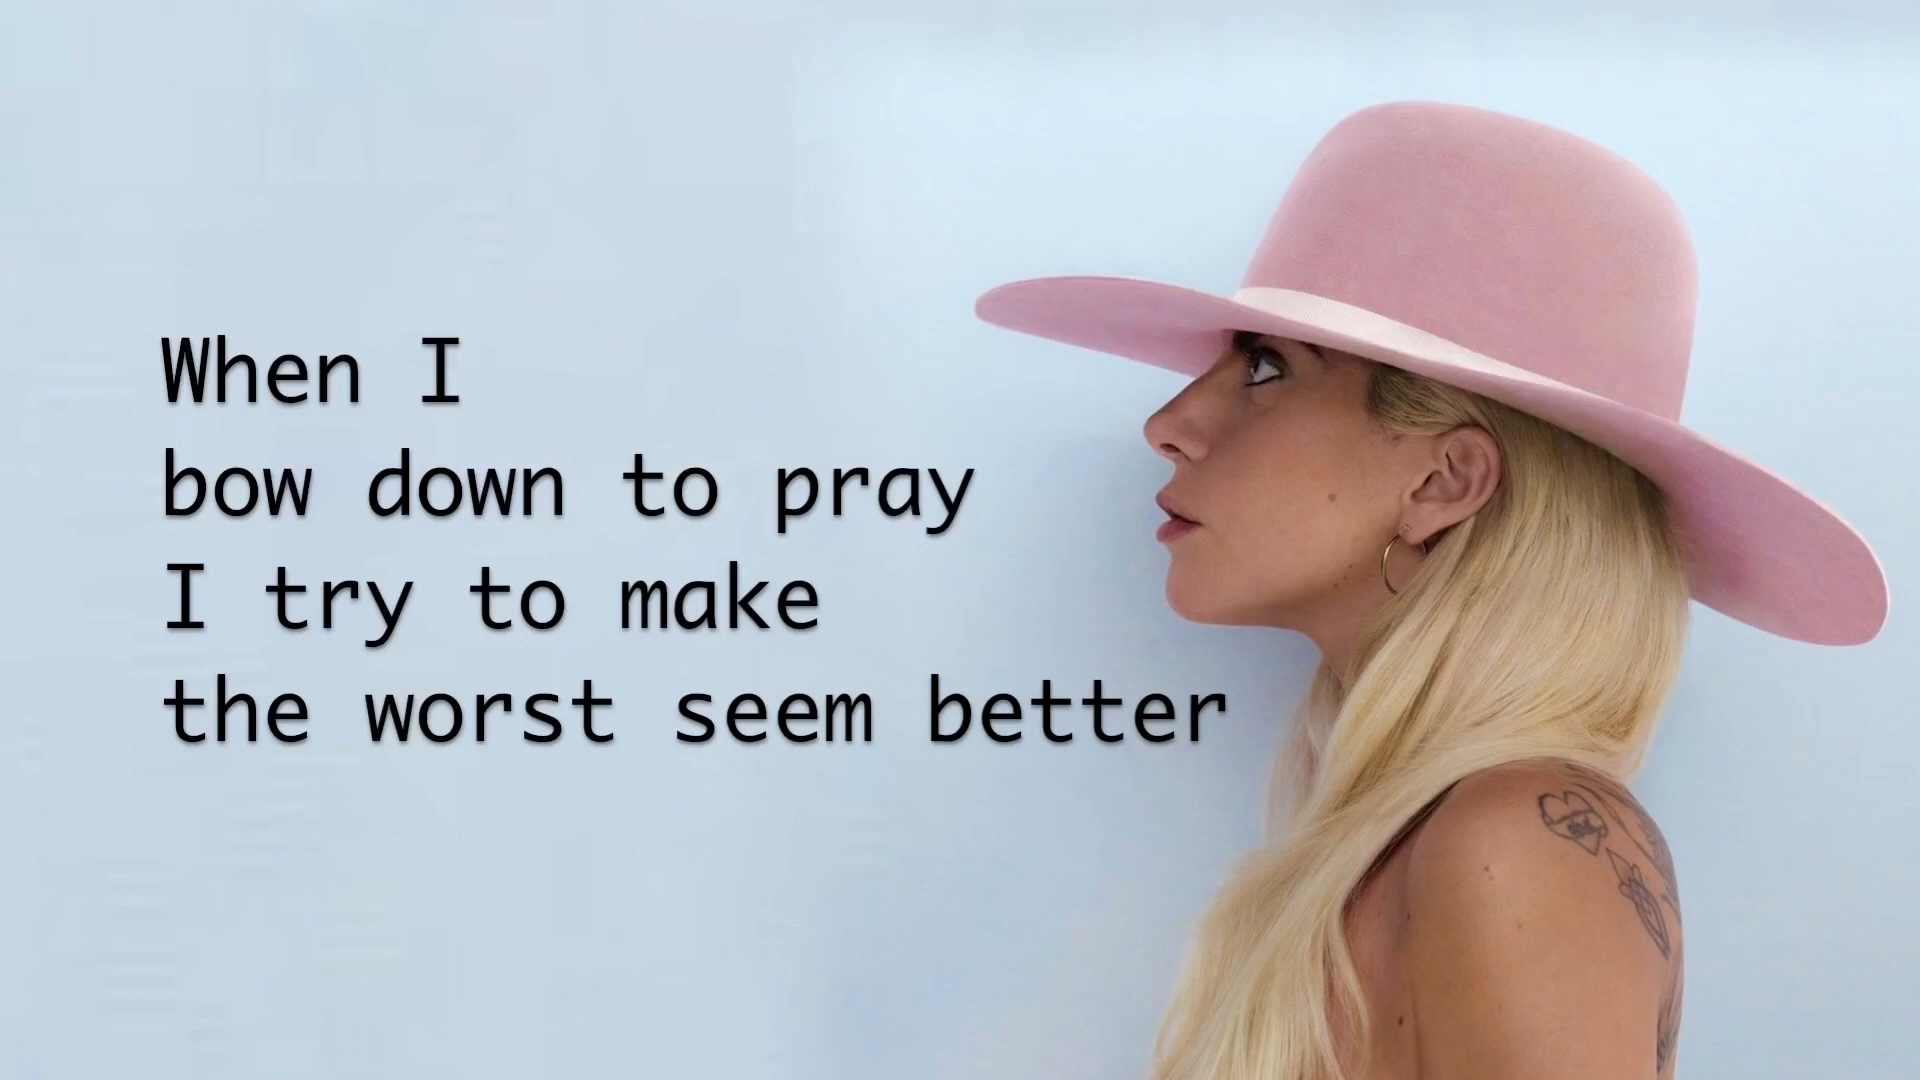 When I
bow down to pray
I try to make
the worst seem better